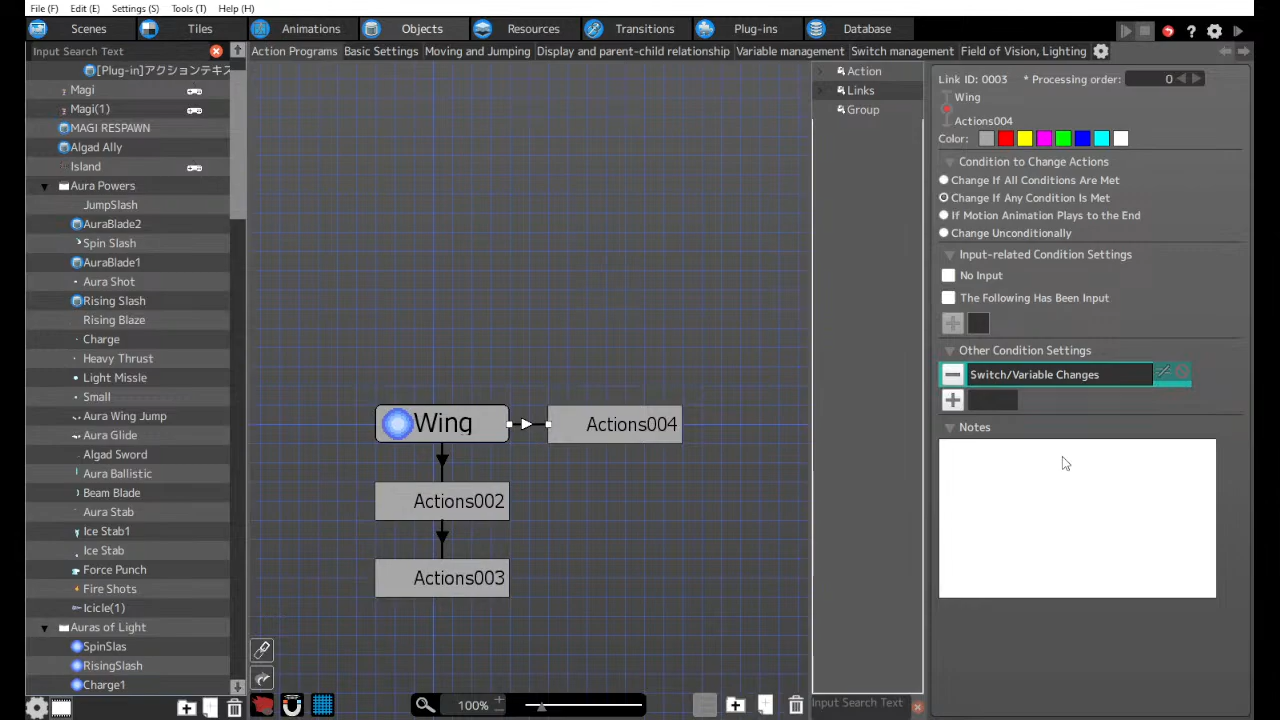 File (F) Edit (E) Settings (S) Tools (T) Help (H)
Scenes Tiles Animations Objects Resources Transitions Plug-ins Database
Input Search Text
Action Programs Basic Settings Moving and Jumping Display and parent-child relationship Variable management Switch management Field of Vision, Lighting
[Plug-in]アクションテキス
Magi
Magi(1)
MAGI RESPAWN
Algad Ally
Island
Aura Powers
JumpSlash
AuraBlade2
Spin Slash
AuraBlade1
Aura Shot
Rising Slash
Rising Blaze
Charge
Heavy Thrust
Light Missle
Small
Aura Wing Jump
Aura Glide
Algad Sword
Aura Ballistic
Beam Blade
Aura Stab
Ice Stab1
Ice Stab
Force Punch
Fire Shots
Icicle(1)
Auras of Light
SpinSlas
RisingSlash
Charge1
Wing
Actions004
Actions002
Actions003
100%
Action
Links
Group
Input Search Text
Link ID: 0003 * Processing order: 0
Wing
Actions004
Color:
Condition to Change Actions
Change If All Conditions Are Met
Change If Any Condition Is Met
If Motion Animation Plays to the End
Change Unconditionally
Input-related Condition Settings
No Input
The Following Has Been Input
Other Condition Settings
Switch/Variable Changes
Notes